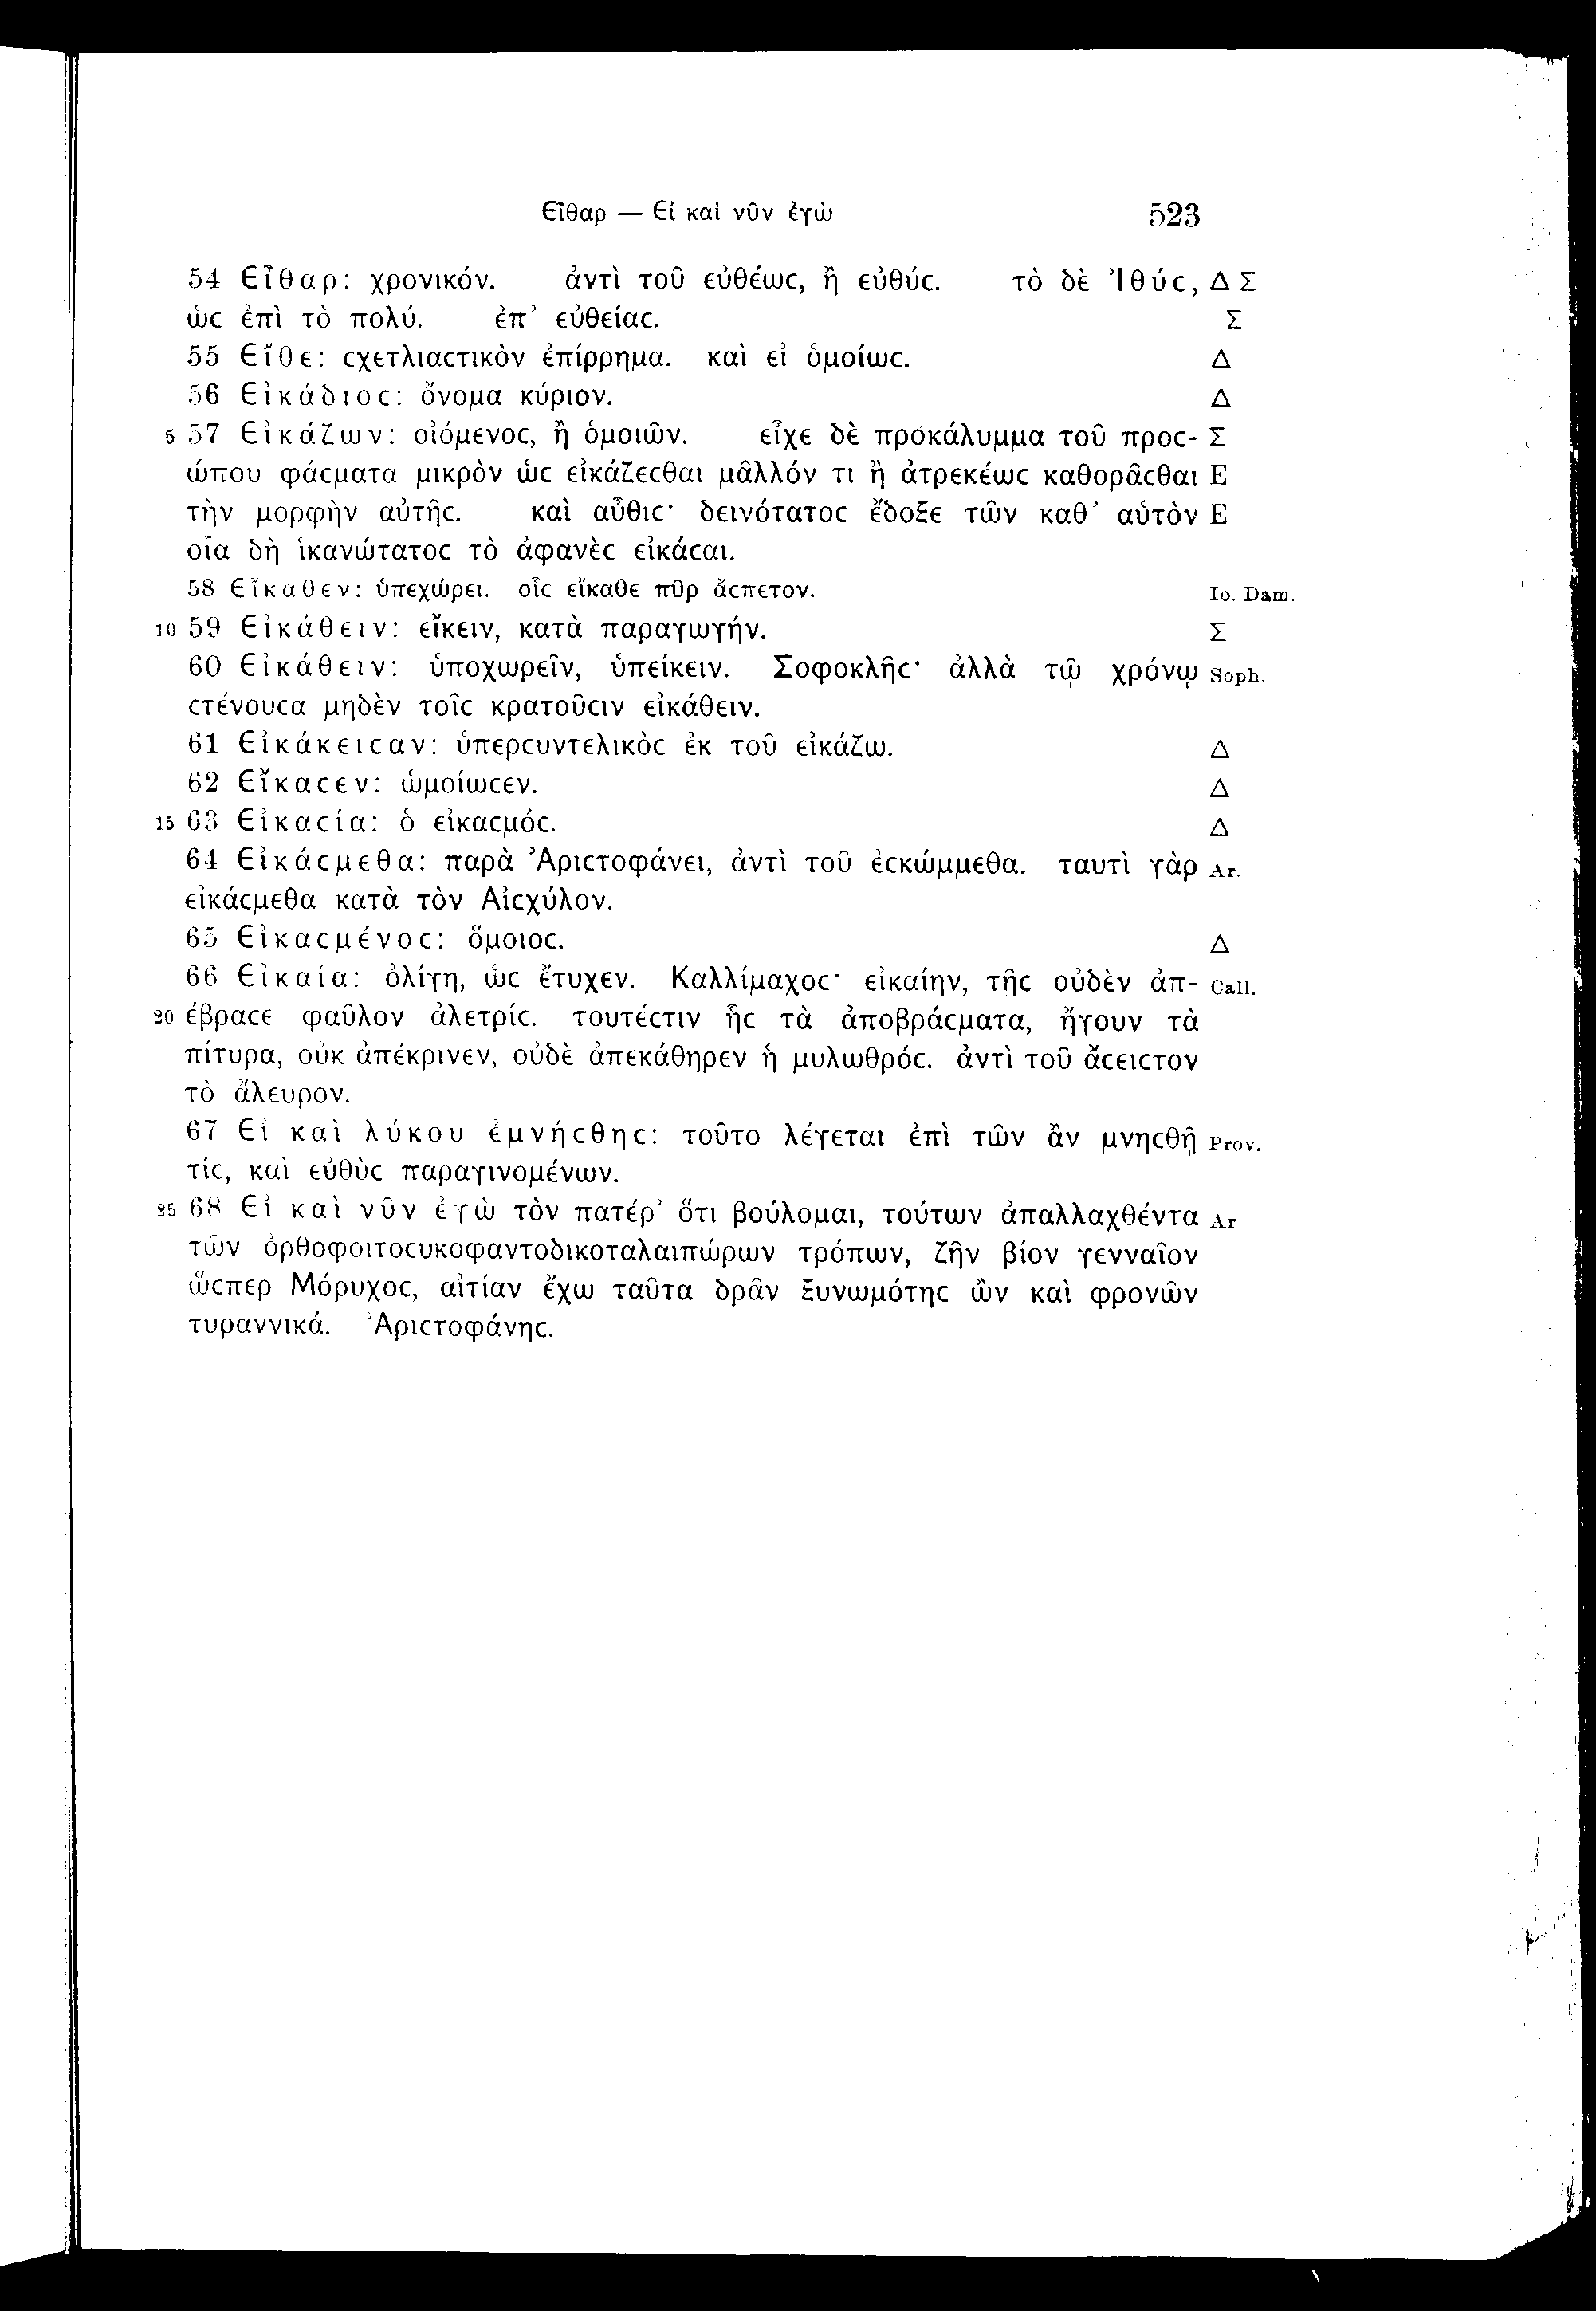 Εἶθαρ — Εἰ καὶ νῦν ἐγὼ 523
54 Εἶθαρ: χρονικόν. ἀντὶ τοῦ εὐθέωϲ, ἢ εὐθύϲ. τὸ δὲ Ἰθύϲ, Δ Σ
ὡϲ ἐπὶ τὸ πολύ. ἐπ’ εὐθείαϲ. Σ
55 Εἴθε: ϲχετλιαϲτικὸν ἐπίρρημα. καὶ εἰ ὁμοίωϲ. Δ
56 Εἰκάδιοϲ: ὄνομα κύριον. Δ
5 57 Εἰκάζων: οἰόμενοϲ, ἢ ὁμοιῶν. εἶχε δὲ προκάλυμμα τοῦ προϲ- Σ
ώπου φάϲματα μικρὸν ὡϲ εἰκάζεϲθαι μᾶλλόν τι ἢ ἀτρεκέωϲ καθορᾶϲθαι Ε
τὴν μορφὴν αὐτῆϲ. καὶ αὖθιϲ· δεινότατοϲ ἔδοξε τῶν καθ’ αὑτὸν Ε
οἷα δὴ ἱκανώτατοϲ τὸ ἀφανὲϲ εἰκάϲαι.
58 Εἴκαθεν: ὑπεχώρει. οἷϲ εἴκαθε πῦρ ἄϲπετον. Io. Dam.
10 59 Εἰκάθειν: εἴκειν, κατὰ παραγωγήν. Σ
60 Εἰκάθειν: ὑποχωρεῖν, ὑπείκειν. Σοφοκλῆϲ· ἀλλὰ τῷ χρόνῳ Soph.
ϲτένουϲα μηδὲν τοῖϲ κρατοῦϲιν εἰκάθειν.
61 Εἰκάκειϲαν: ὑπερϲυντελικὸϲ ἐκ τοῦ εἰκάζω. Δ
62 Εἴκαϲεν: ὡμοίωϲεν. Δ
15 63 Εἰκαϲία: ὁ εἰκαϲμόϲ. Δ
64 Εἰκάϲμεθα: παρὰ Ἀριϲτοφάνει, ἀντὶ τοῦ ἐϲκώμμεθα. ταυτὶ γὰρ Ar.
εἰκάϲμεθα κατὰ τὸν Αἰϲχύλον.
65 Εἰκαϲμένοϲ: ὅμοιοϲ. Δ
66 Εἰκαία: ὀλίγη, ὡϲ ἔτυχεν. Καλλίμαχοϲ· εἰκαίην, τῆϲ οὐδὲν ἀπ- Call.
20 έβραϲε φαῦλον ἀλετρίϲ. τουτέϲτιν ἧϲ τὰ ἀποβράϲματα, ἤγουν τὰ
πίτυρα, οὐκ ἀπέκρινεν, οὐδὲ ἀπεκάθηρεν ἡ μυλωθρόϲ. ἀντὶ τοῦ ἄϲειϲτον
τὸ ἄλευρον.
67 Εἰ καὶ λύκου ἐμνήϲθηϲ: τοῦτο λέγεται ἐπὶ τῶν ἂν μνηϲθῇ Prov.
τίϲ, καὶ εὐθὺϲ παραγινομένων.
25 68 Εἰ καὶ νῦν ἐγὼ τὸν πατέρ’ ὅτι βούλομαι, τούτων ἀπαλλαχθέντα Ar
τῶν ὀρθοφοιτοϲυκοφαντοδικοταλαιπώρων τρόπων, ζῆν βίον γενναῖον
ὥϲπερ Μόρυχοϲ, αἰτίαν ἔχω ταῦτα δρᾶν ξυνωμότηϲ ὢν καὶ φρονῶν
τυραννικά. Ἀριϲτοφάνηϲ.